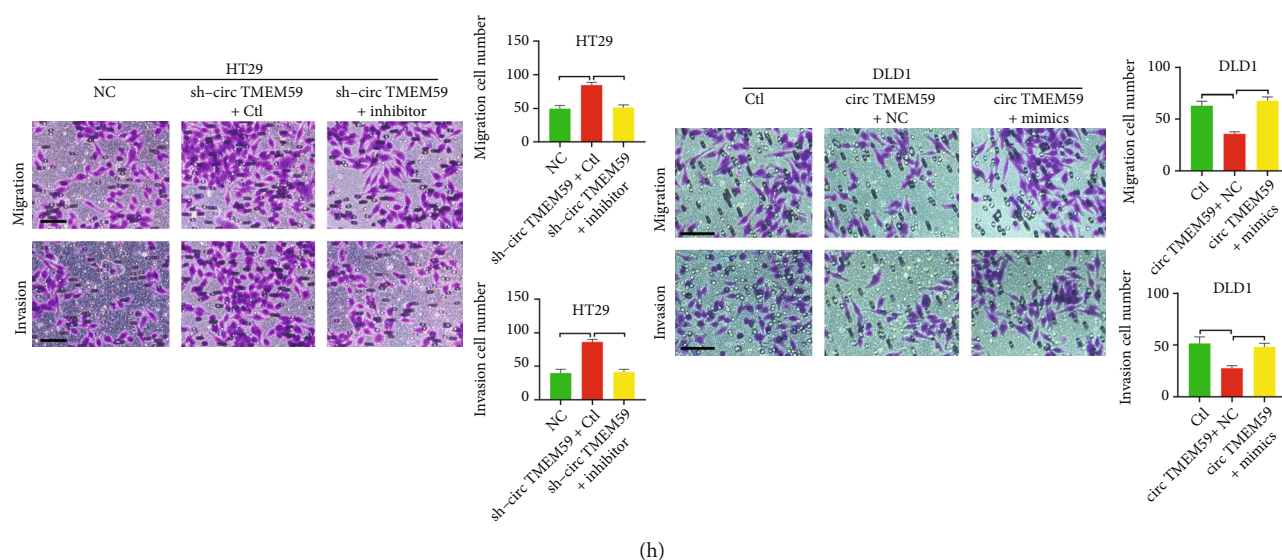 HT29
NC
sh–circ TMEM59
+ Ctl
sh–circ TMEM59
+ inhibitor
Migration
Invasion
HT29
Migration cell number
150
100
50
0
NC
sh–circ TMEM59 + Ctl
sh–circ TMEM59
+ inhibitor
HT29
Invasion cell number
150
100
50
0
NC
sh–circ TMEM59 + Ctl
sh–circ TMEM59
+ inhibitor
DLD1
Ctl
circ TMEM59
+ NC
circ TMEM59
+ mimics
Migration
Invasion
DLD1
Migration cell number
100
50
0
Ctl
circ TMEM59+ NC
circ TMEM59
+ mimics
DLD1
Invasion cell number
100
50
0
Ctl
circ TMEM59+ NC
circ TMEM59
+ mimics
(h)